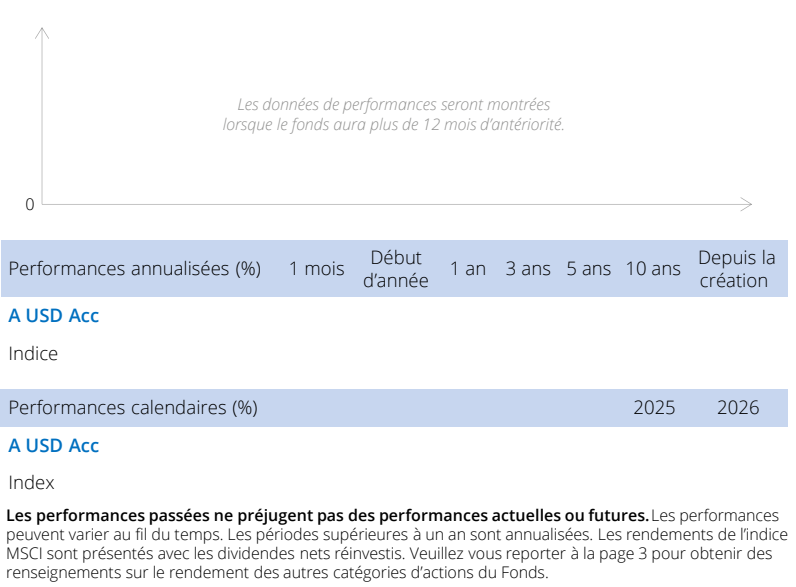 Les données de performances seront montrées
lorsque le fonds aura plus de 12 mois d'antériorité.
0
Performances annualisées (%) 1 mois Début d'année 1 an 3 ans 5 ans 10 ans Depuis la création
A USD Acc
Indice
Performances calendaires (%) 2025 2026
A USD Acc
Index
Les performances passées ne préjugent pas des performances actuelles ou futures. Les performances
peuvent varier au fil du temps. Les périodes supérieures à un an sont annualisées. Les rendements de l'indice
MSCI sont présentés avec les dividendes nets réinvestis. Veuillez vous reporter à la page 3 pour obtenir des
renseignements sur le rendement des autres catégories d'actions du Fonds.